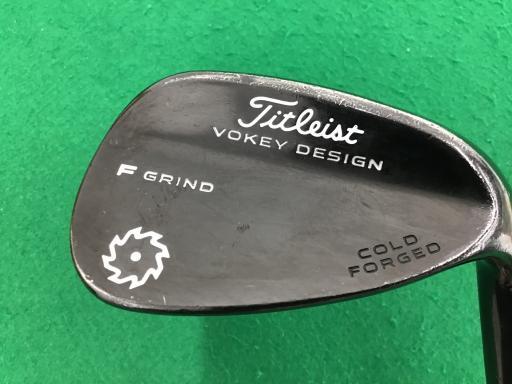 Titleist
VOKEY DESIGN
F GRIND
COLD
FORGED